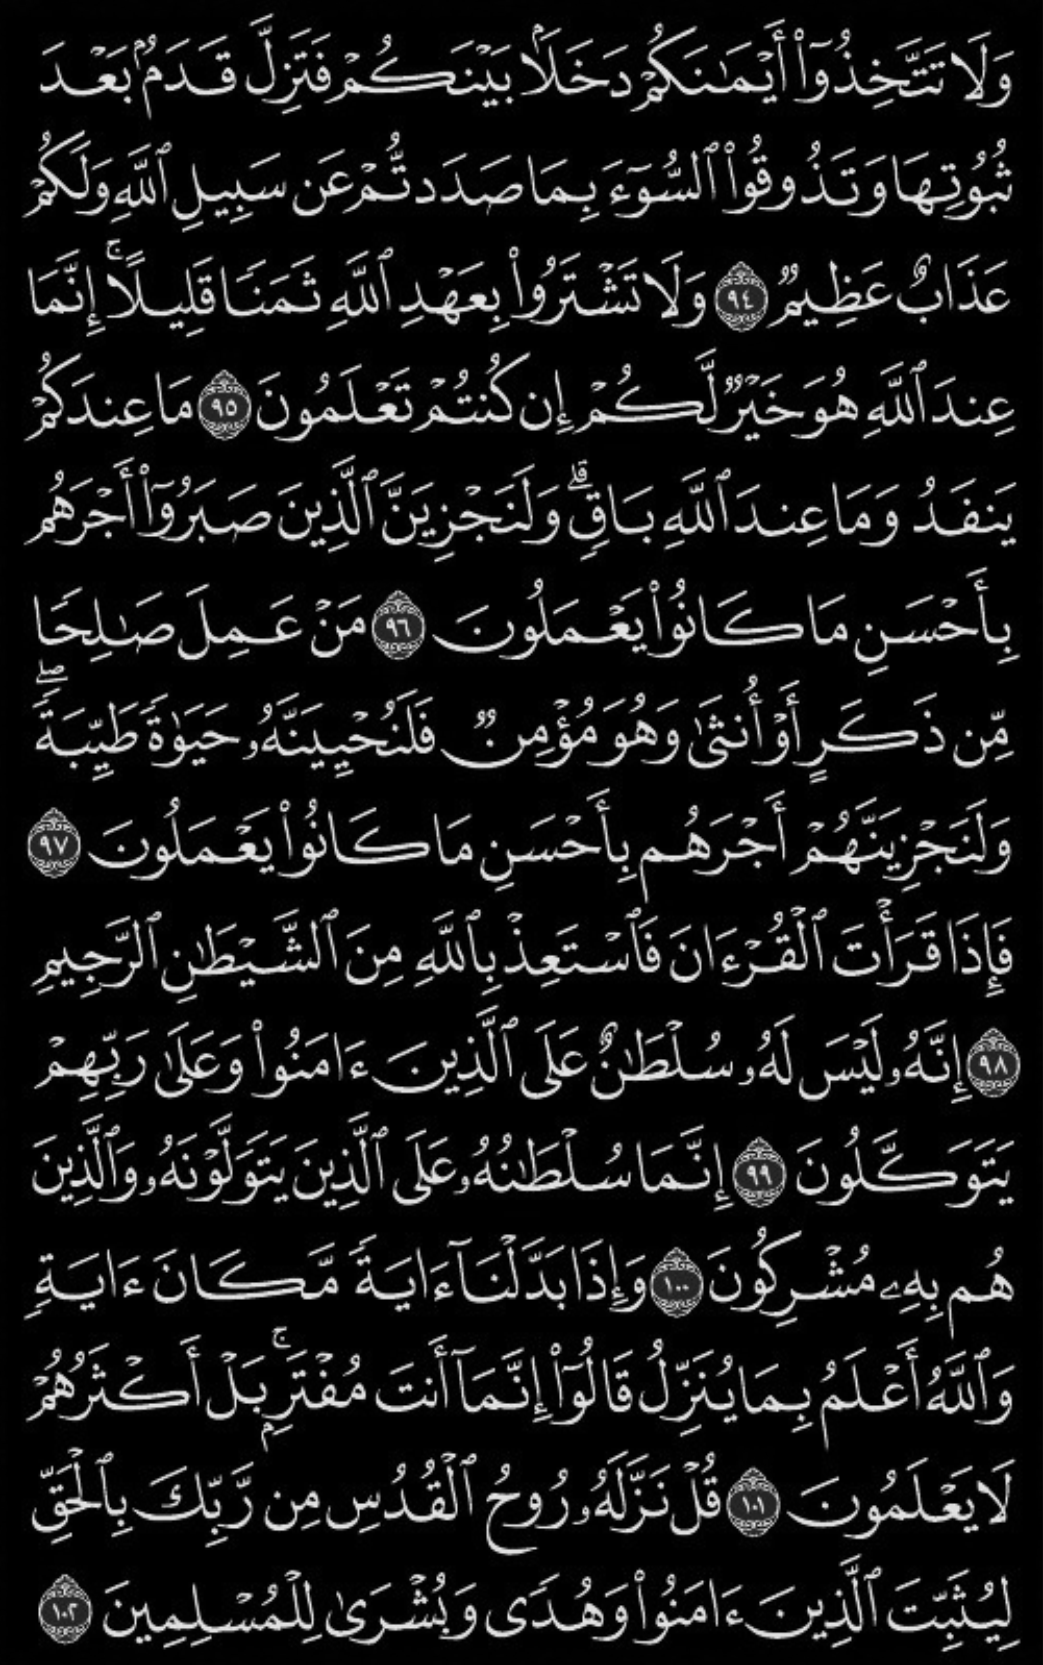 وَلَا تَتَّخِذُوٓا۟ أَيْمَـٰنَكُمْ دَخَلًۢا بَيْنَكُمْ فَتَزِلَّ قَدَمٌۢ بَعْدَ
ثُبُوتِهَا وَتَذُوقُوا۟ ٱلسُّوٓءَ بِمَا صَدَدتُّمْ عَن سَبِيلِ ٱللَّهِ وَلَكُمْ
عَذَابٌ عَظِيمٌ ٩٤ وَلَا تَشْتَرُوا۟ بِعَهْدِ ٱللَّهِ ثَمَنًا قَلِيلًا ۚ إِنَّمَا
عِندَ ٱللَّهِ هُوَ خَيْرٌ لَّكُمْ إِن كُنتُمْ تَعْلَمُونَ ٩٥ مَا عِندَكُمْ
يَنفَدُ وَمَا عِندَ ٱللَّهِ بَاقٍ ۗ وَلَنَجْزِيَنَّ ٱلَّذِينَ صَبَرُوٓا۟ أَجْرَهُم
بِأَحْسَنِ مَا كَانُوا۟ يَعْمَلُونَ ٩٦ مَنْ عَمِلَ صَـٰلِحًا
مِّن ذَكَرٍ أَوْ أُنثَىٰ وَهُوَ مُؤْمِنٌ فَلَنُحْيِيَنَّهُۥ حَيَوٰةً طَيِّبَةً ۖ
وَلَنَجْزِيَنَّهُمْ أَجْرَهُم بِأَحْسَنِ مَا كَانُوا۟ يَعْمَلُونَ ٩٧
فَإِذَا قَرَأْتَ ٱلْقُرْءَانَ فَٱسْتَعِذْ بِٱللَّهِ مِنَ ٱلشَّيْطَـٰنِ ٱلرَّجِيمِ
٩٨ إِنَّهُۥ لَيْسَ لَهُۥ سُلْطَـٰنٌ عَلَى ٱلَّذِينَ ءَامَنُوا۟ وَعَلَىٰ رَبِّهِمْ
يَتَوَكَّلُونَ ٩٩ إِنَّمَا سُلْطَـٰنُهُۥ عَلَى ٱلَّذِينَ يَتَوَلَّوْنَهُۥ وَٱلَّذِينَ
هُم بِهِۦ مُشْرِكُونَ ١٠٠ وَإِذَا بَدَّلْنَآ ءَايَةً مَّكَانَ ءَايَةٍ
وَٱللَّهُ أَعْلَمُ بِمَا يُنَزِّلُ قَالُوٓا۟ إِنَّمَآ أَنتَ مُفْتَرٍۭ ۚ بَلْ أَكْثَرُهُمْ
لَا يَعْلَمُونَ ١٠١ قُلْ نَزَّلَهُۥ رُوحُ ٱلْقُدُسِ مِن رَّبِّكَ بِٱلْحَقِّ
لِيُثَبِّتَ ٱلَّذِينَ ءَامَنُوا۟ وَهُدًى وَبُشْرَىٰ لِلْمُسْلِمِينَ ١٠٢